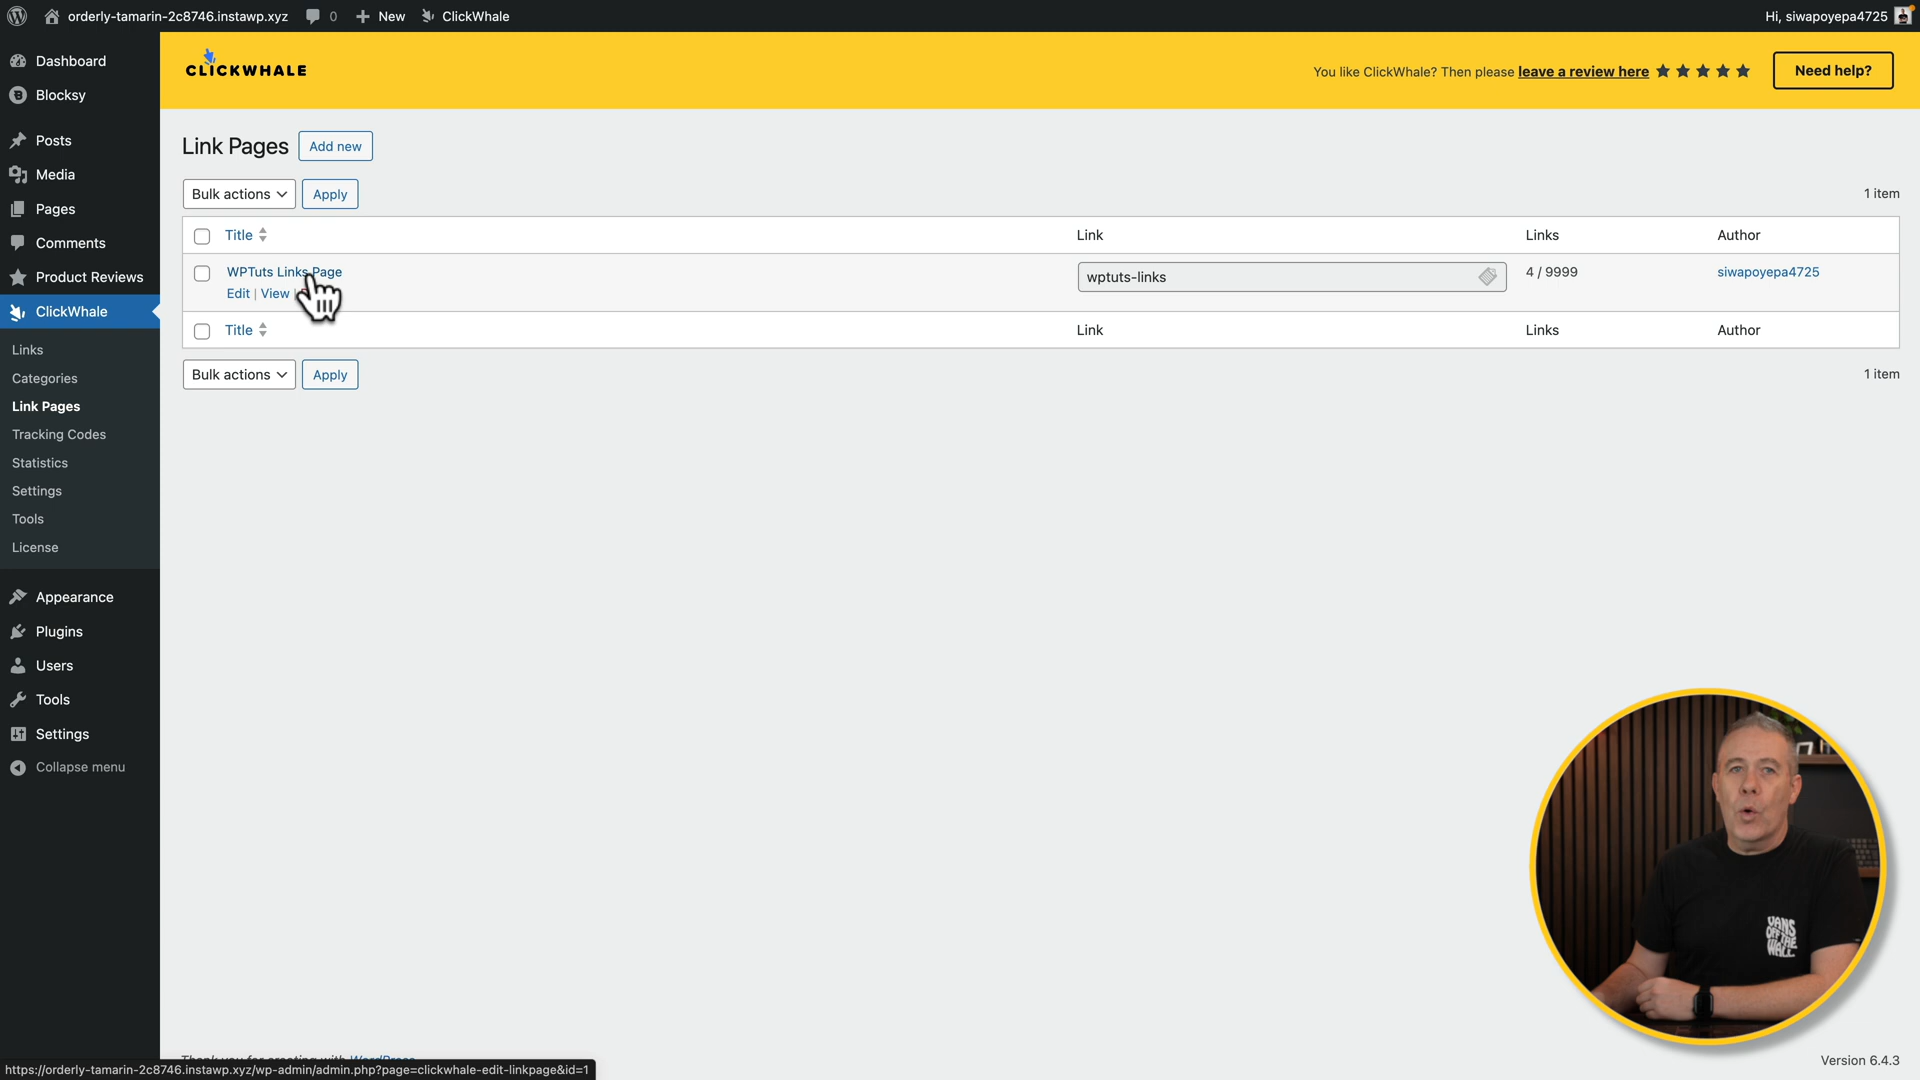 orderly-tamarin-2c8746.instawp.xyz 0 New ClickWhale Hi, siwapoyepa4725
Dashboard
Blocksy
Posts
Media
Pages
Comments
Product Reviews
ClickWhale
Links
Categories
Link Pages
Tracking Codes
Statistics
Settings
Tools
License
Appearance
Plugins
Users
Tools
Settings
Collapse menu
CLICKWHALE
You like ClickWhale? Then please leave a review here
Need help?
Link Pages Add new
Bulk actions Apply 1 item
Title Link Links Author
WPTuts Links Page wptuts-links 4 / 9999 siwapoyepa4725
Edit | View |
Title Link Links Author
Bulk actions Apply 1 item
VANS
OFF THE
WALL
Thank you for creating with WordPress
Version 6.4.3
https://orderly-tamarin-2c8746.instawp.xyz/wp-admin/admin.php?page=clickwhale-edit-linkpage&id=1